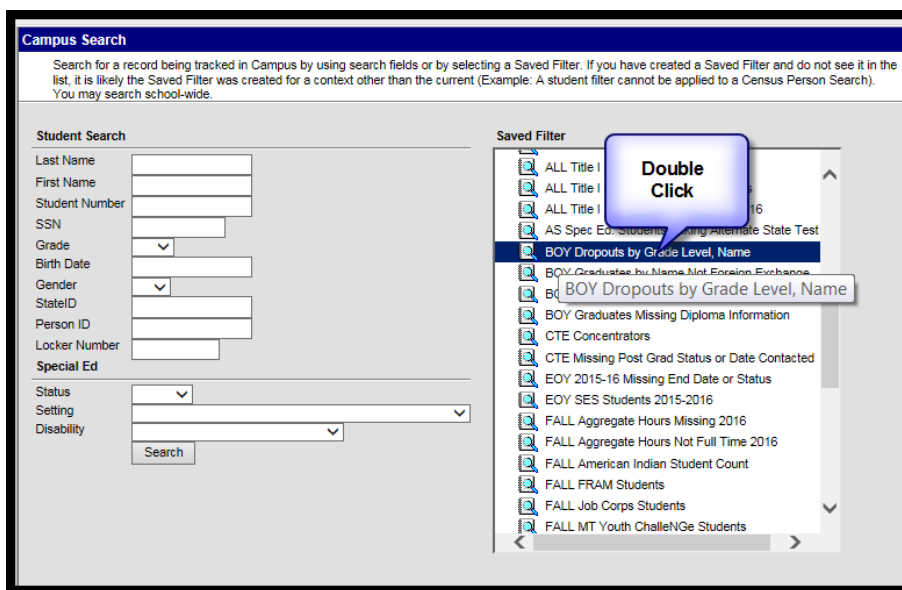 Campus Search
Search for a record being tracked in Campus by using search fields or by selecting a Saved Filter. If you have created a Saved Filter and do not see it in the
list, it is likely the Saved Filter was created for a context other than the current (Example: A student filter cannot be applied to a Census Person Search).
You may search school-wide.
Student Search
Last Name
First Name
Student Number
SSN
Grade
Birth Date
Gender
StateID
Person ID
Locker Number
Special Ed
Status
Setting
Disability
Search
Saved Filter
Double
Click
ALL Title I
ALL Title I
ALL Title I 16
AS Spec Ed. Students Taking Alternate State Test
BOY Dropouts by Grade Level, Name
BOY Graduates by Name Not Foreign Exchange
BOY Dropouts by Grade Level, Name
BOY Graduates Missing Diploma Information
CTE Concentrators
CTE Missing Post Grad Status or Date Contacted
EOY 2015-16 Missing End Date or Status
EOY SES Students 2015-2016
FALL Aggregate Hours Missing 2016
FALL Aggregate Hours Not Full Time 2016
FALL American Indian Student Count
FALL FRAM Students
FALL Job Corps Students
FALL MT Youth ChalleNGe Students